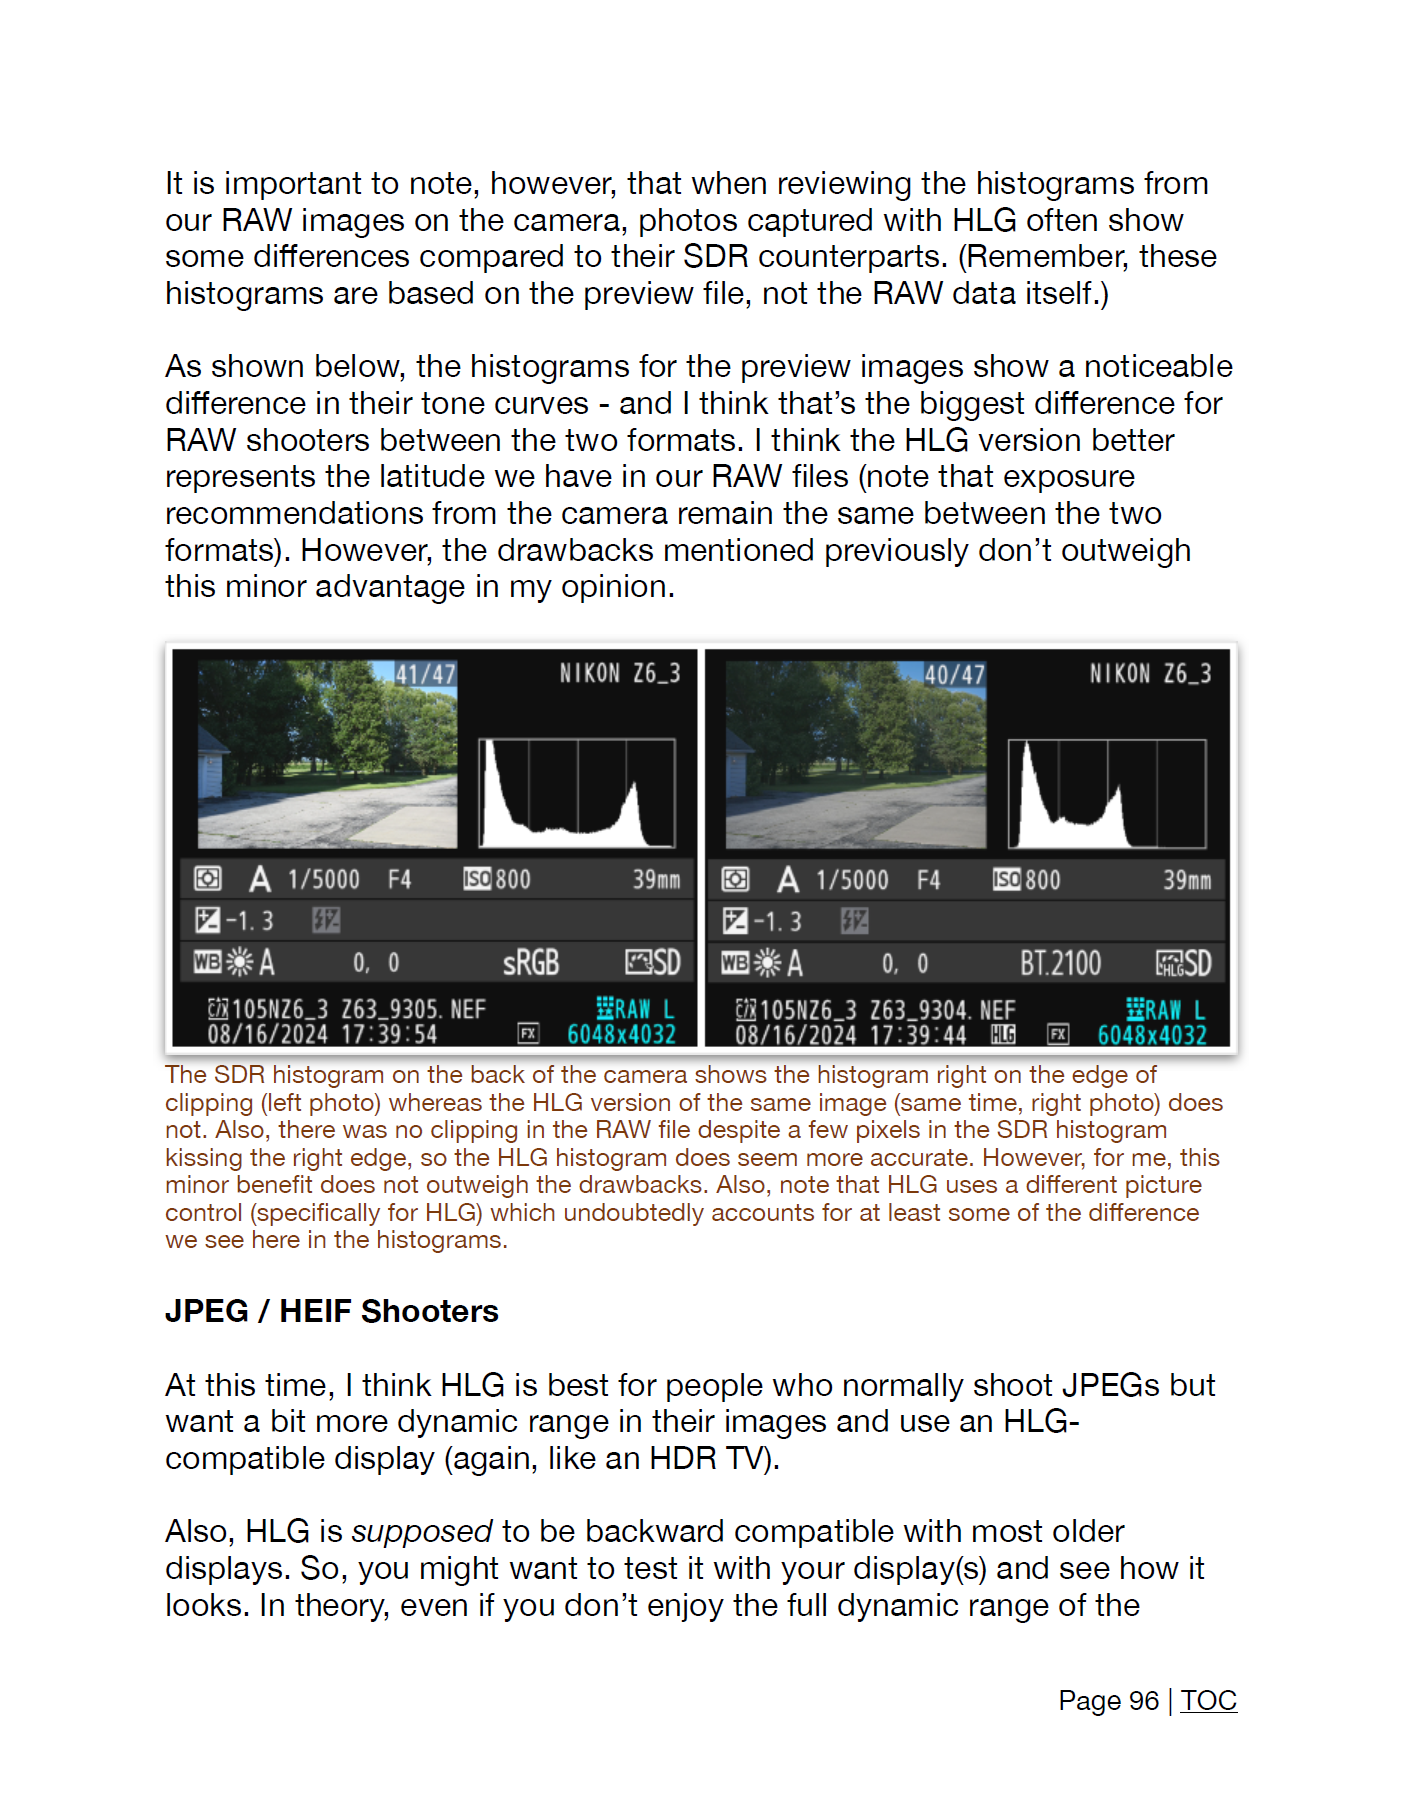 It is important to note, however, that when reviewing the histograms from
our RAW images on the camera, photos captured with HLG often show
some differences compared to their SDR counterparts. (Remember, these
histograms are based on the preview file, not the RAW data itself.)
As shown below, the histograms for the preview images show a noticeable
difference in their tone curves - and I think that’s the biggest difference for
RAW shooters between the two formats. I think the HLG version better
represents the latitude we have in our RAW files (note that exposure
recommendations from the camera remain the same between the two
formats). However, the drawbacks mentioned previously don’t outweigh
this minor advantage in my opinion.
41/47 NIKON Z6_3
A 1/5000 F4 ISO 800 39mm
-1.3
WB A 0, 0 sRGB SD
105NZ6_3 Z63_9305.NEF RAW L
08/16/2024 17:39:54 FX 6048x4032
40/47 NIKON Z6_3
A 1/5000 F4 ISO 800 39mm
-1.3
WB A 0, 0 BT.2100 HLG SD
105NZ6_3 Z63_9304.NEF RAW L
08/16/2024 17:39:44 HLG FX 6048x4032
The SDR histogram on the back of the camera shows the histogram right on the edge of
clipping (left photo) whereas the HLG version of the same image (same time, right photo) does
not. Also, there was no clipping in the RAW file despite a few pixels in the SDR histogram
kissing the right edge, so the HLG histogram does seem more accurate. However, for me, this
minor benefit does not outweigh the drawbacks. Also, note that HLG uses a different picture
control (specifically for HLG) which undoubtedly accounts for at least some of the difference
we see here in the histograms.
JPEG / HEIF Shooters
At this time, I think HLG is best for people who normally shoot JPEGs but
want a bit more dynamic range in their images and use an HLG-
compatible display (again, like an HDR TV).
Also, HLG is supposed to be backward compatible with most older
displays. So, you might want to test it with your display(s) and see how it
looks. In theory, even if you don’t enjoy the full dynamic range of the
Page 96 | TOC